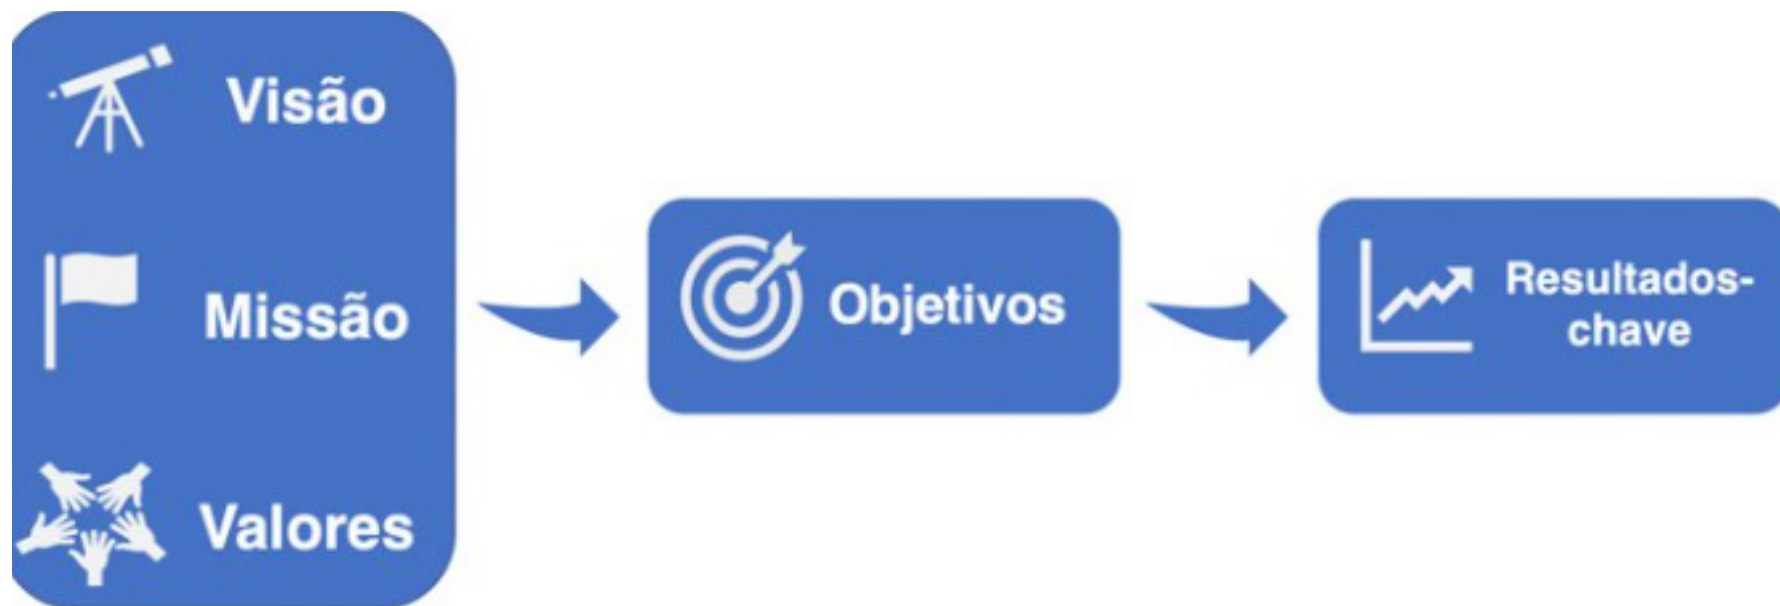 Visão
Missão
Valores
Objetivos
Resultados-
chave